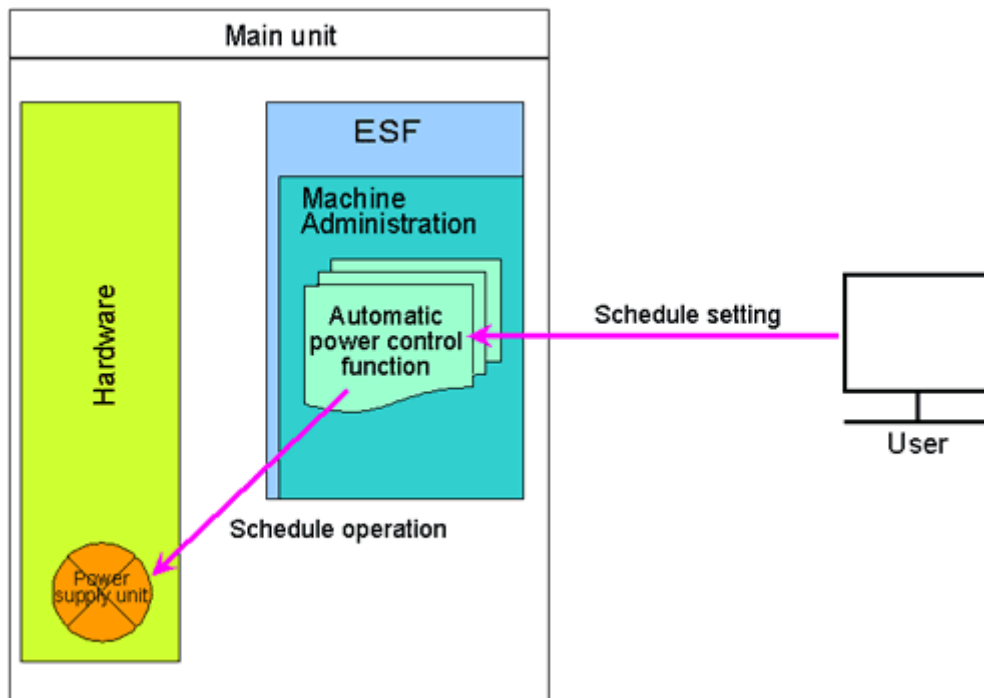 Main unit
ESF
Machine
Administration
Hardware
Automatic
power control
function
Schedule setting
User
Schedule operation
Power
supply unit